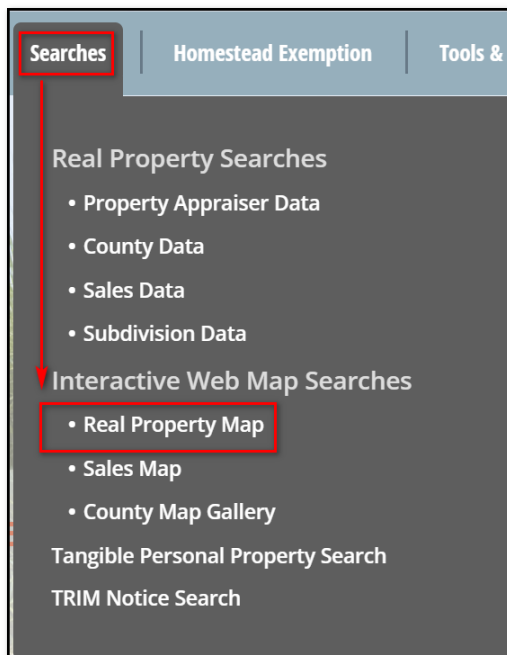 Searches
Homestead Exemption
Tools &
Real Property Searches
• Property Appraiser Data
• County Data
• Sales Data
• Subdivision Data
Interactive Web Map Searches
• Real Property Map
• Sales Map
• County Map Gallery
Tangible Personal Property Search
TRIM Notice Search